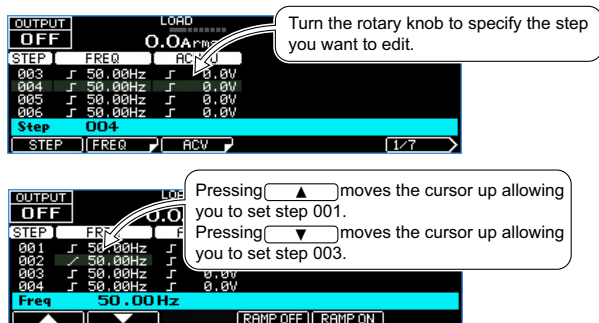 OUTPUT LOAD
OFF 0.0Arms
Turn the rotary knob to specify the step
you want to edit.
STEP FREQ
003 50.00Hz 0.0V
004 50.00Hz 0.0V
005 50.00Hz 0.0V
006 50.00Hz 0.0V
Step 004
STEP FREQ ACV 1/7
OUTPUT
OFF
Pressing ▲ moves the cursor up allowing
you to set step 001.
Pressing ▼ moves the cursor up allowing
you to set step 003.
STEP
001 50.00Hz
002 50.00Hz
003 50.00Hz 0.0V
004 50.00Hz 0.0V
Freq 50.00Hz
RAMP OFF RAMP ON